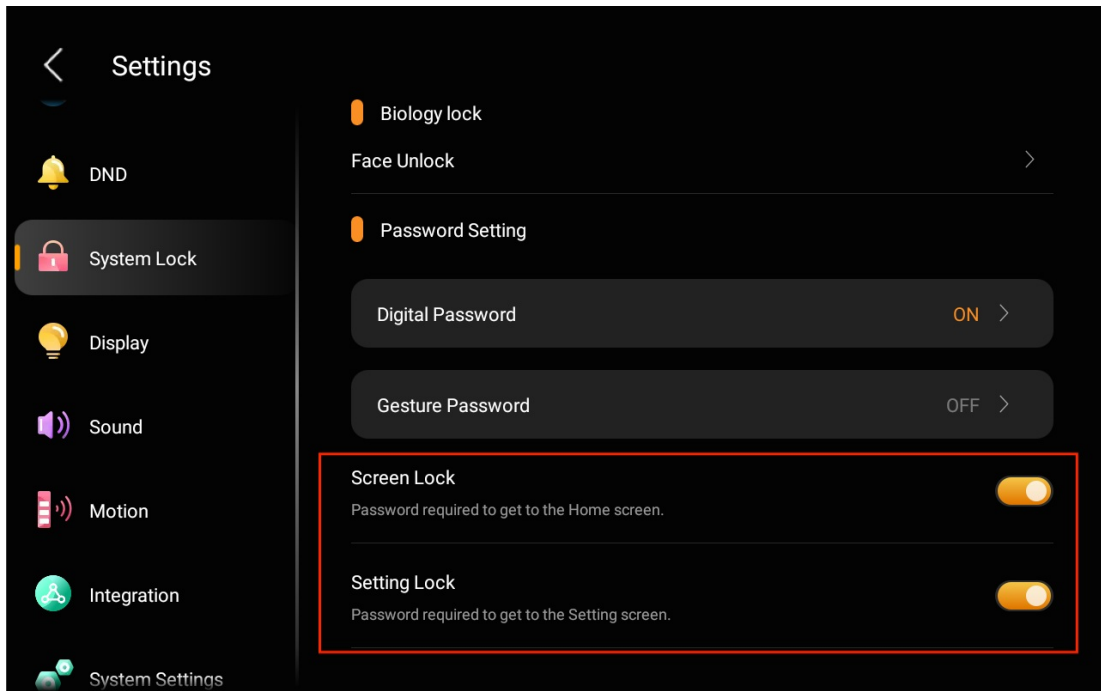 Settings
DND
System Lock
Display
Sound
Motion
Integration
System Settings
Biology lock
Face Unlock
Password Setting
Digital Password ON
Gesture Password OFF
Screen Lock
Password required to get to the Home screen.
Setting Lock
Password required to get to the Setting screen.